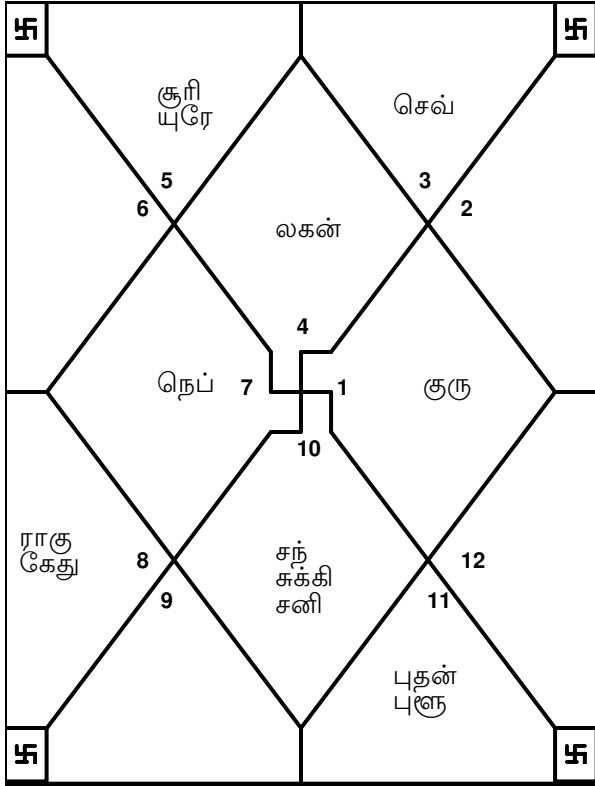 சூரி
யுரே
செவ்
5
3
6
2
லகன்
4
நெப்
7
1
குரு
10
ராகு
கேது
8
சந்
சுக்கி
சனி
12
9
11
புதன்
புளூ